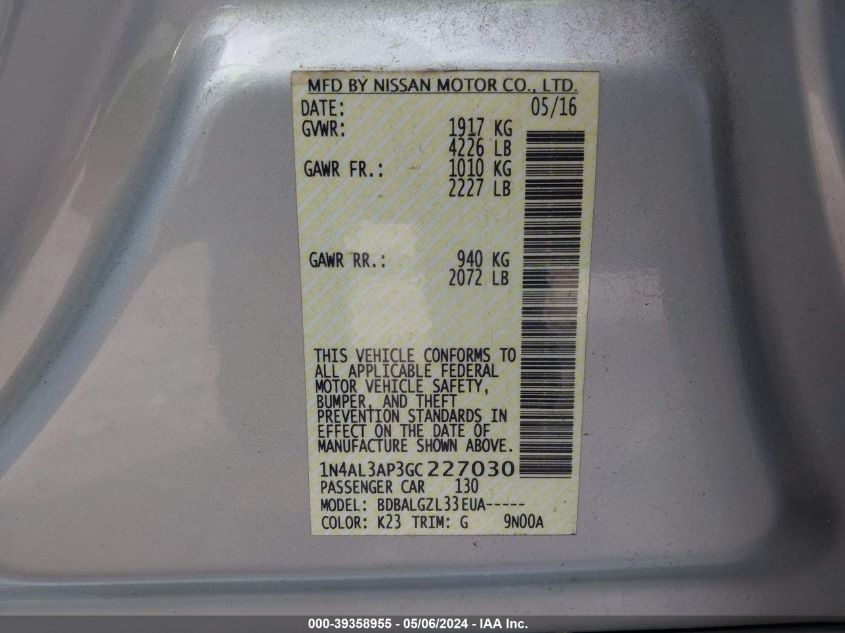 MFD BY NISSAN MOTOR CO., LTD.
DATE: 05/16
GVWR: 1917 KG
4226 LB
GAWR FR.: 1010 KG
2227 LB
GAWR RR.: 940 KG
2072 LB
THIS VEHICLE CONFORMS TO
ALL APPLICABLE FEDERAL
MOTOR VEHICLE SAFETY,
BUMPER, AND THEFT
PREVENTION STANDARDS IN
EFFECT ON THE DATE OF
MANUFACTURE SHOWN ABOVE.
1N4AL3AP3GC227030
PASSENGER CAR 130
MODEL: BDBALGZL33EUA-----
COLOR: K23 TRIM: G 9N00A
000-39358955 - 05/06/2024 - IAA Inc.